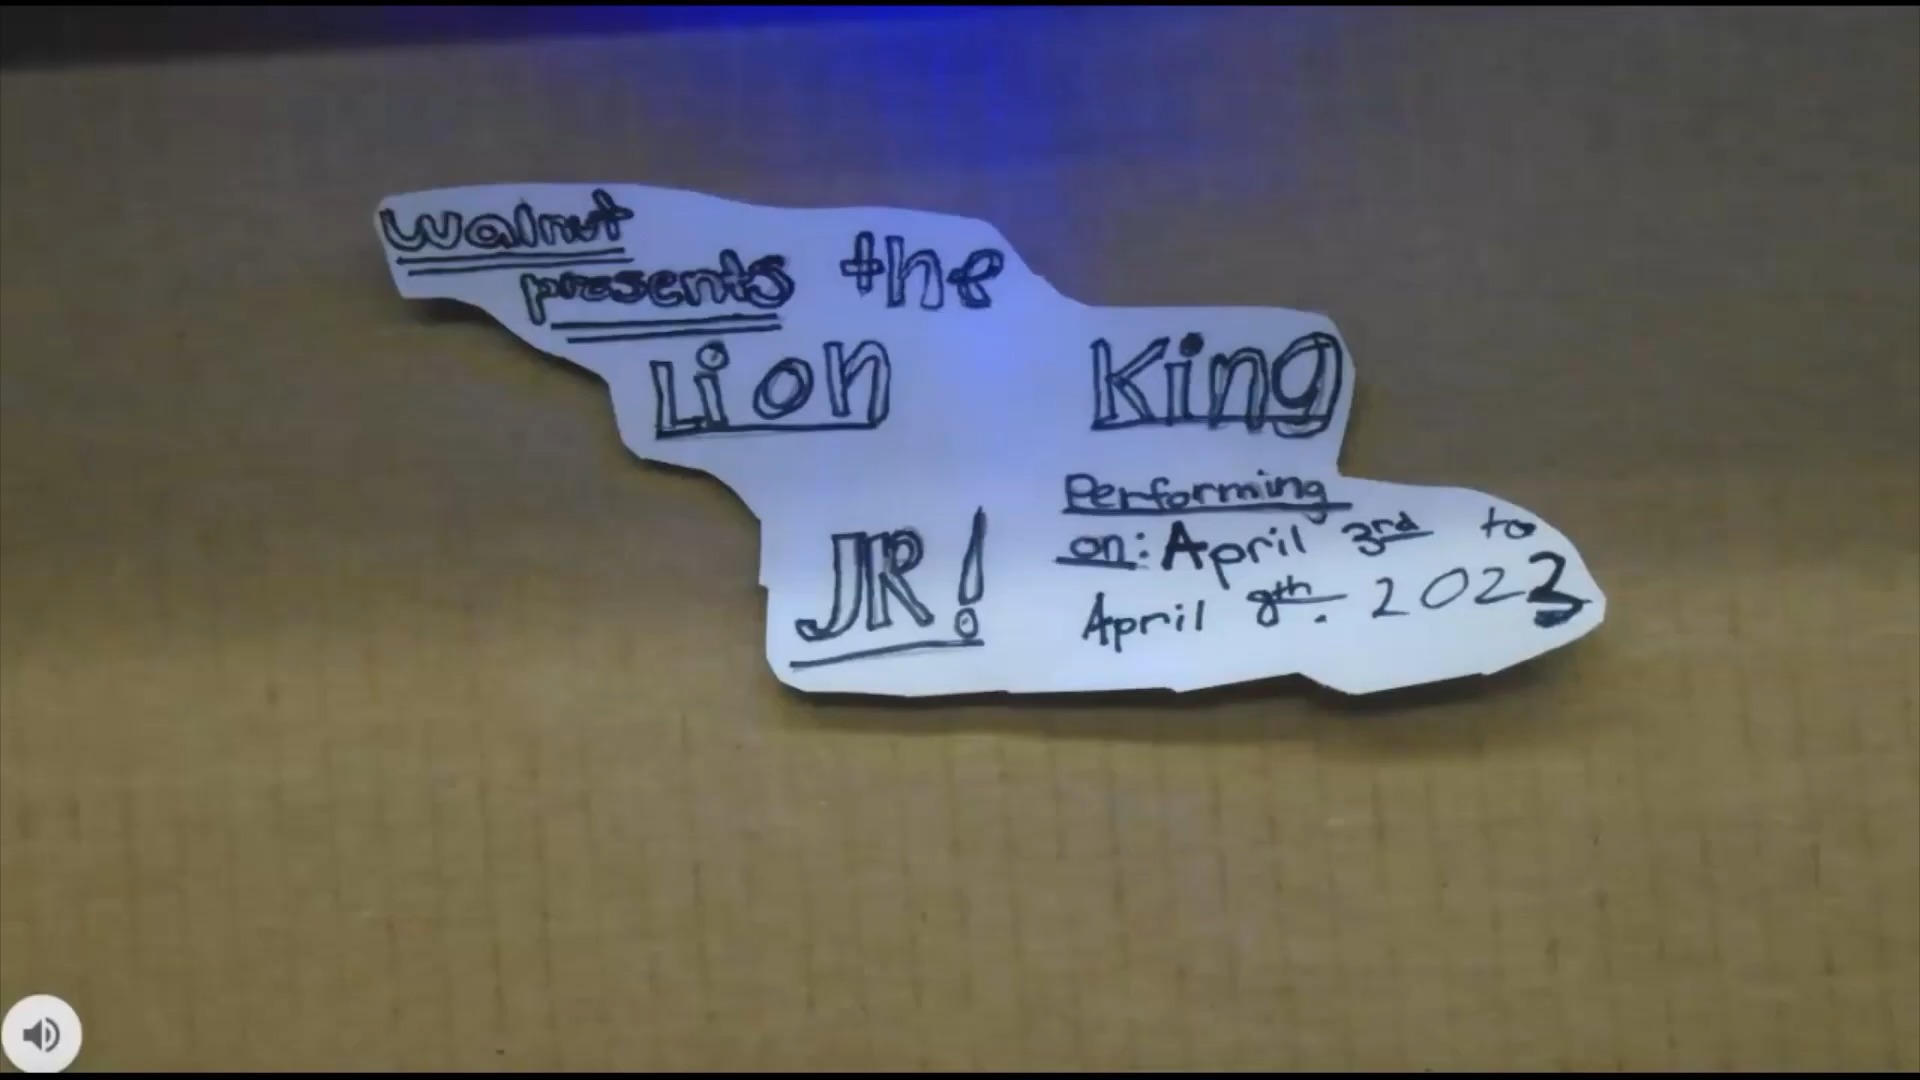 walnut
presents the
Lion King
JR!
Performing
on: April 3rd to
April 8th. 2023